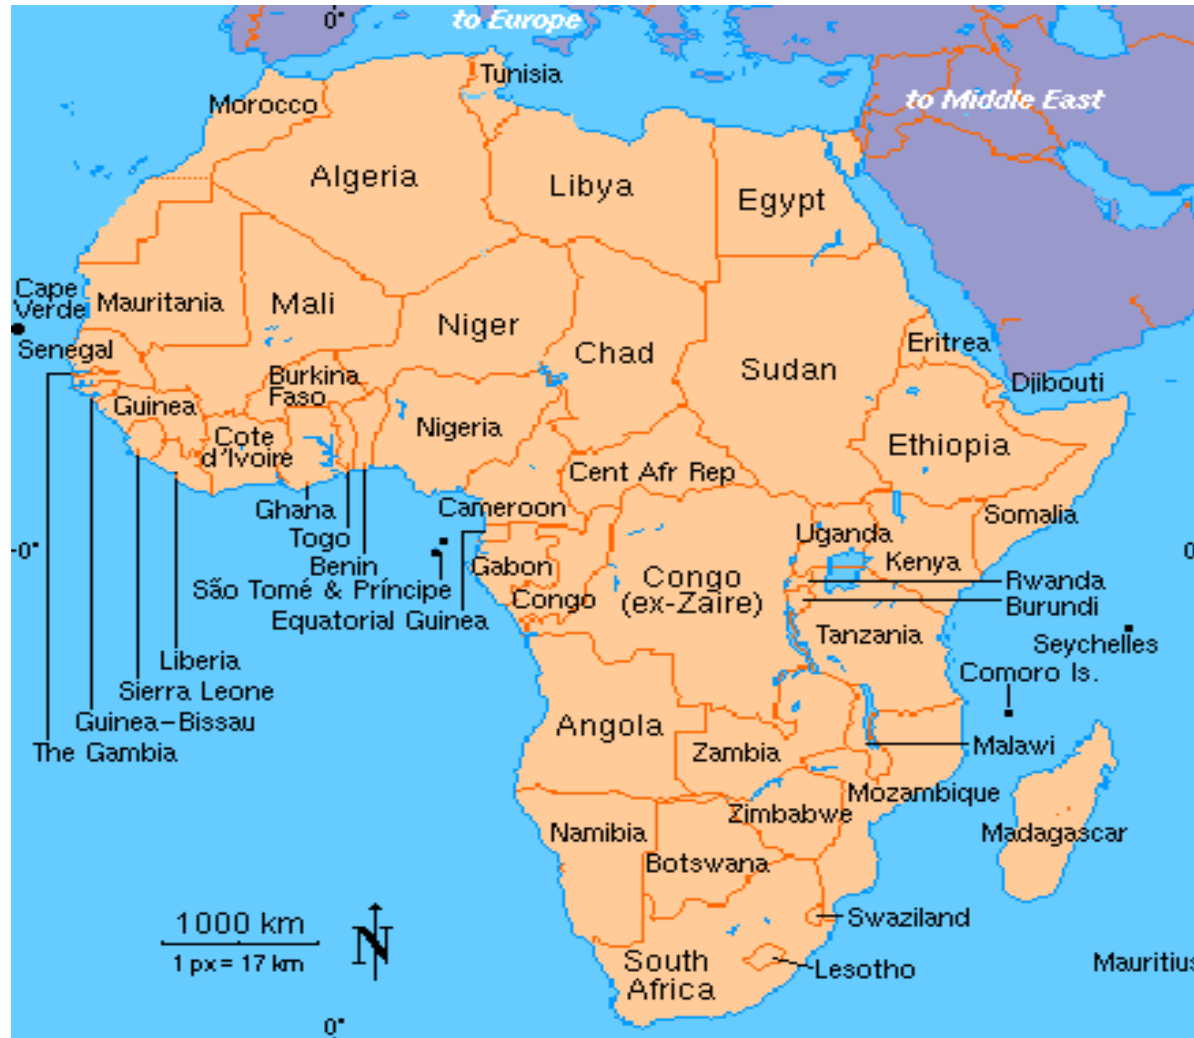 0°
to Europe
Tunisia
to Middle East
Morocco
Algeria
Libya
Egypt
Cape
Verde
Mauritania
Mali
Niger
Chad
Sudan
Eritrea
Senegal
Djibouti
Burkina
Faso
Guinea
Nigeria
Cote
d'Ivoire
Ethiopia
Cent Afr Rep
Ghana
Cameroon
Somalia
Togo
Uganda
-0°
Benin
Gabon
Kenya
0
São Tomé & Príncipe
Congo
(ex-Zaire)
Rwanda
Equatorial Guinea
Congo
Burundi
Tanzania
Seychelles
Liberia
Comoro Is.
Sierra Leone
Guinea-Bissau
Angola
The Gambia
Zambia
Malawi
Mozambique
Zimbabwe
Namibia
Madagascar
Botswana
1000 km
1 px = 17 km
N
Swaziland
South
Africa
Lesotho
Mauritius
0°